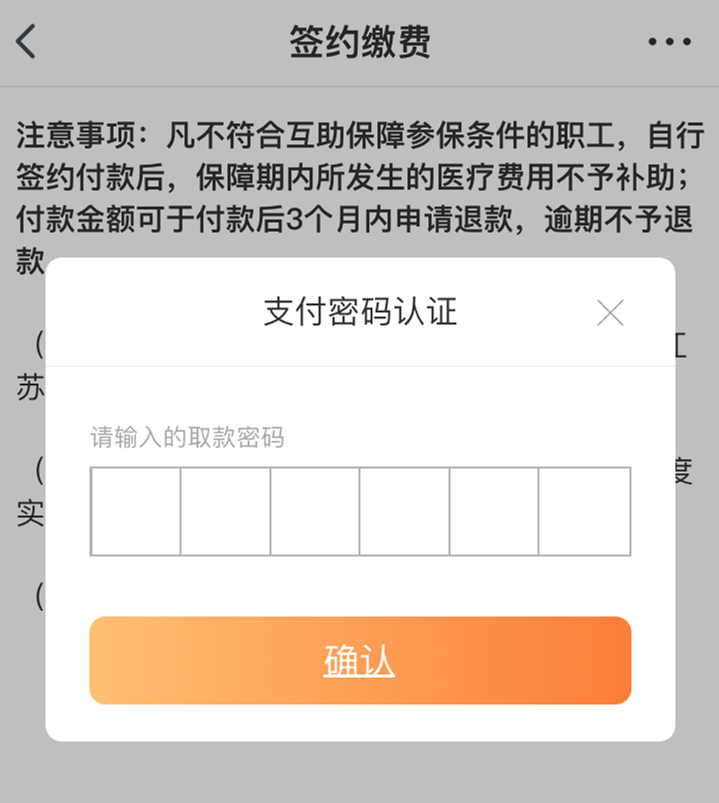 签约缴费
注意事项：凡不符合互助保障参保条件的职工，自行
签约付款后，保障期内所发生的医疗费用不予补助；
付款金额可于付款后3个月内申请退款，逾期不予退
款
支付密码认证
（
苏
请输入的取款密码
（ 度
实
（
确认